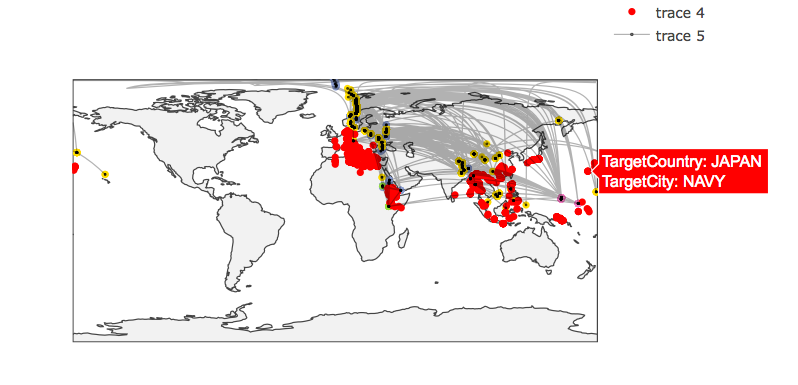 trace 4
trace 5
TargetCountry: JAPAN
TargetCity: NAVY